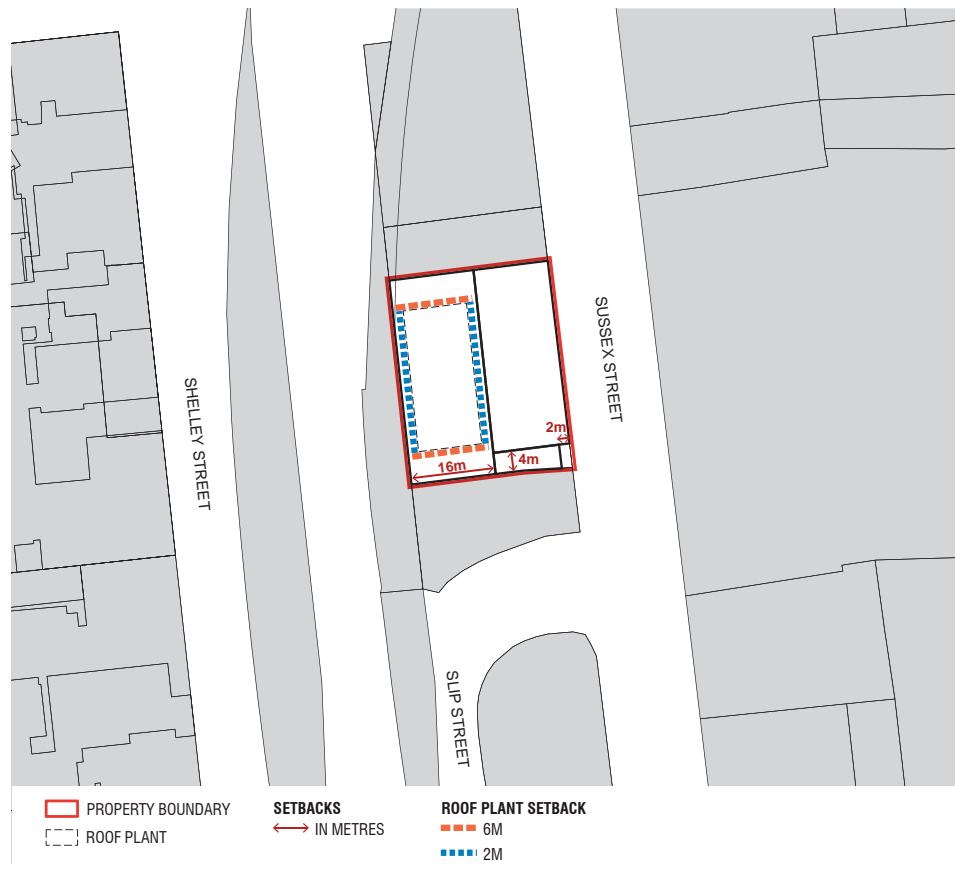 SUSSEX STREET
SHELLEY STREET
2m
4m
16m
SLIP STREET
PROPERTY BOUNDARY
ROOF PLANT
SETBACKS
IN METRES
ROOF PLANT SETBACK
6M
2M